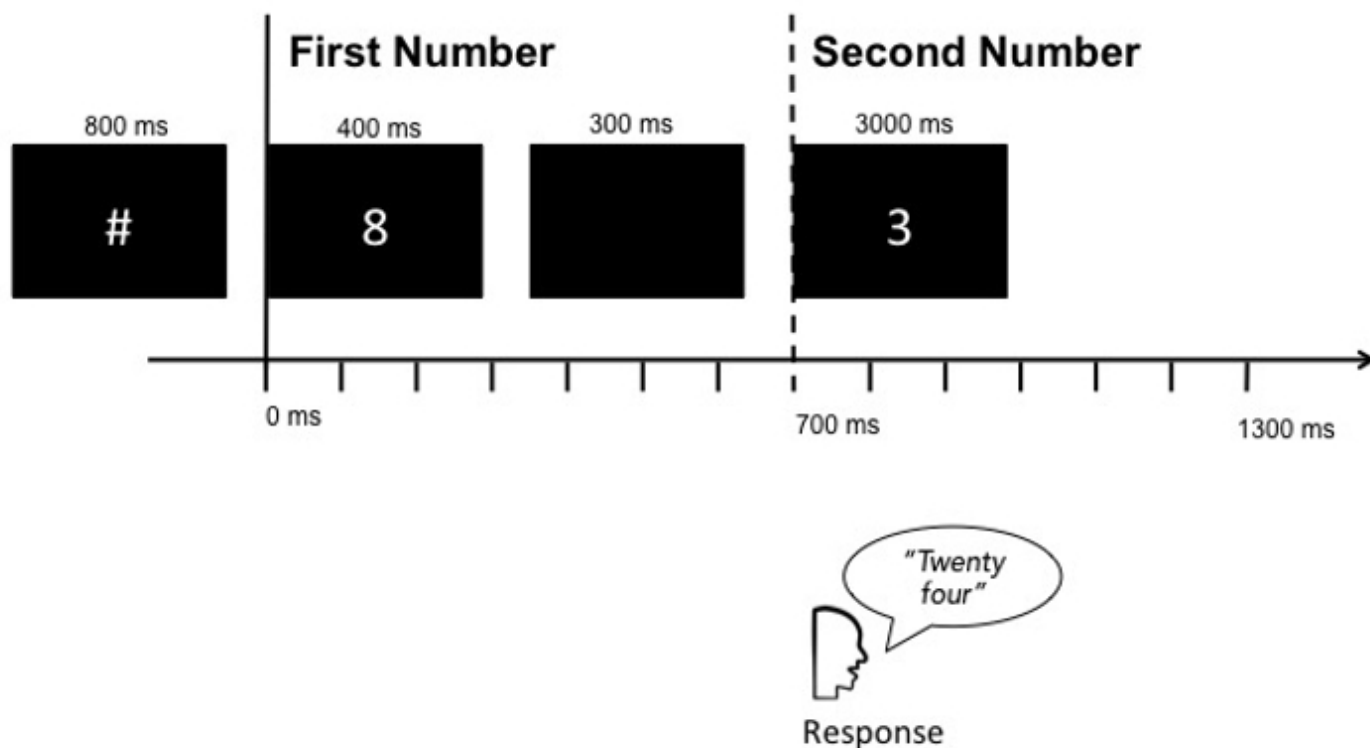 First Number
Second Number
800 ms
400 ms
300 ms
3000 ms
#
8
3
0 ms
700 ms
1300 ms
"Twenty
four"
Response